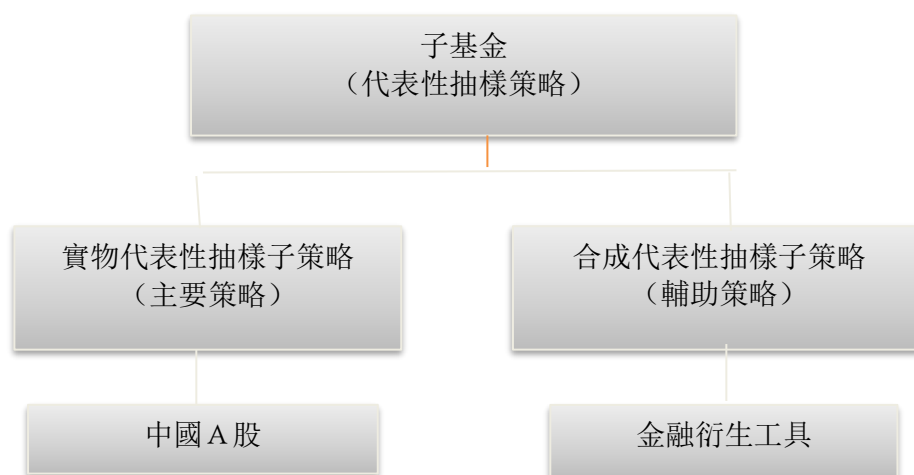 子基金
（代表性抽樣策略）
實物代表性抽樣子策略
（主要策略）
合成代表性抽樣子策略
（輔助策略）
中國A股
金融衍生工具